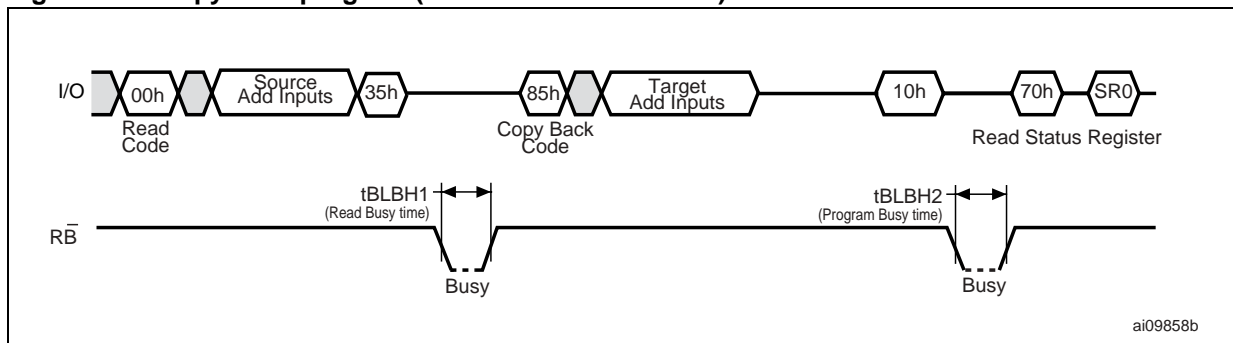 I/O
00h
Source
Add Inputs
35h
85h
Target
Add Inputs
10h
70h
SR0
Read
Code
Copy Back
Code
Read Status Register
tBLBH1
(Read Busy time)
tBLBH2
(Program Busy time)
RB̅
Busy
Busy
ai09858b